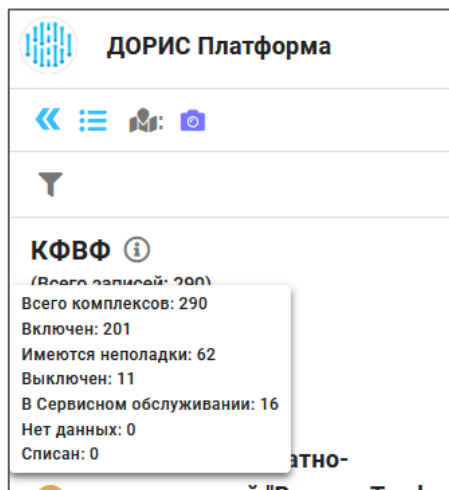 ДОРИС Платформа
КФВФ
(Всего записей: 290)
Всего комплексов: 290
Включен: 201
Имеются неполадки: 62
Выключен: 11
В Сервисном обслуживании: 16
Нет данных: 0
Списан: 0
атно-